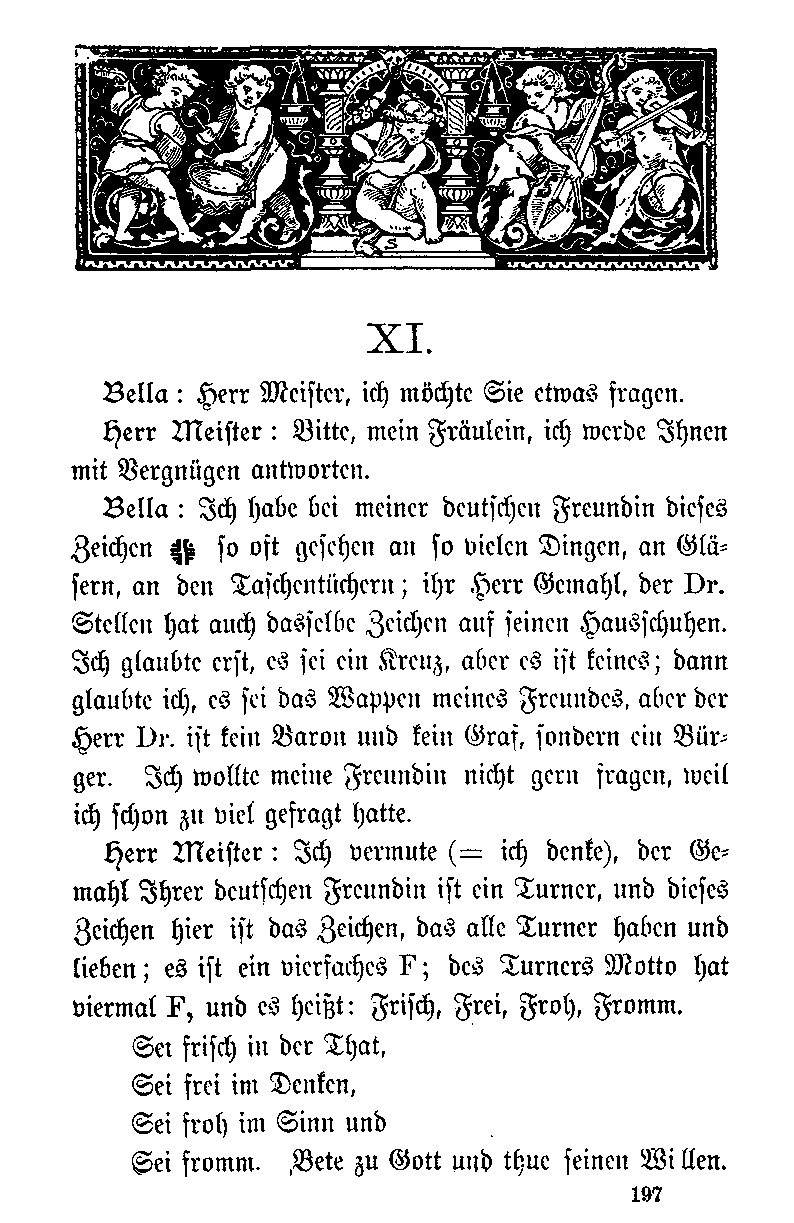 S
XI.
Bella : Herr Meister, ich möchte Sie etwas fragen.
Herr Meister : Bitte, mein Fräulein, ich werde Ihnen
mit Vergnügen antworten.
Bella : Ich habe bei meiner deutschen Freundin dieses
Zeichen so oft gesehen an so vielen Dingen, an Glä=
sern, an den Taschentüchern; ihr Herr Gemahl, der Dr.
Stellen hat auch dasselbe Zeichen auf seinen Hausschuhen.
Ich glaubte erst, es sei ein Kreuz, aber es ist keines; dann
glaubte ich, es sei das Wappen meines Freundes, aber der
Herr Dr. ist kein Baron und kein Graf, sondern ein Bür=
ger. Ich wollte meine Freundin nicht gern fragen, weil
ich schon zu viel gefragt hatte.
Herr Meister : Ich vermute (= ich denke), der Ge=
mahl Ihrer deutschen Freundin ist ein Turner, und dieses
Zeichen hier ist das Zeichen, das alle Turner haben und
lieben; es ist ein vierfaches F; des Turners Motto hat
viermal F, und es heißt: Frisch, Frei, Froh, Fromm.
Sei frisch in der That,
Sei frei im Denken,
Sei froh im Sinn und
Sei fromm. Bete zu Gott und thue seinen Willen.
197